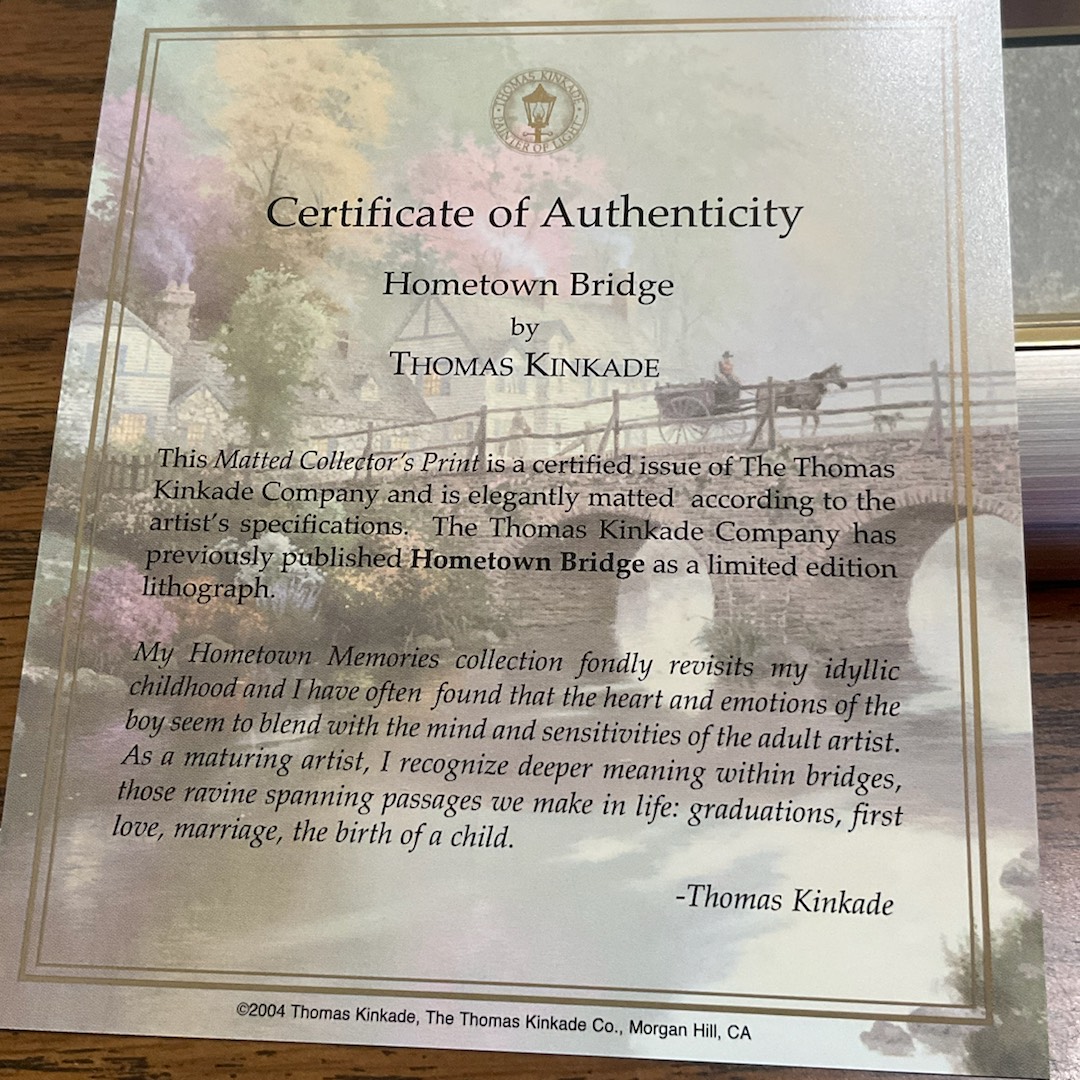 THOMAS KINKADE
PAINTER OF LIGHT
Certificate of Authenticity
Hometown Bridge
by
THOMAS KINKADE
This Matted Collector's Print is a certified issue of The Thomas
Kinkade Company and is elegantly matted according to the
artist's specifications. The Thomas Kinkade Company has
previously published Hometown Bridge as a limited edition
lithograph.
My Hometown Memories collection fondly revisits my idyllic
childhood and I have often found that the heart and emotions of the
boy seem to blend with the mind and sensitivities of the adult artist.
As a maturing artist, I recognize deeper meaning within bridges,
those ravine spanning passages we make in life: graduations, first
love, marriage, the birth of a child.
-Thomas Kinkade
©2004 Thomas Kinkade, The Thomas Kinkade Co., Morgan Hill, CA